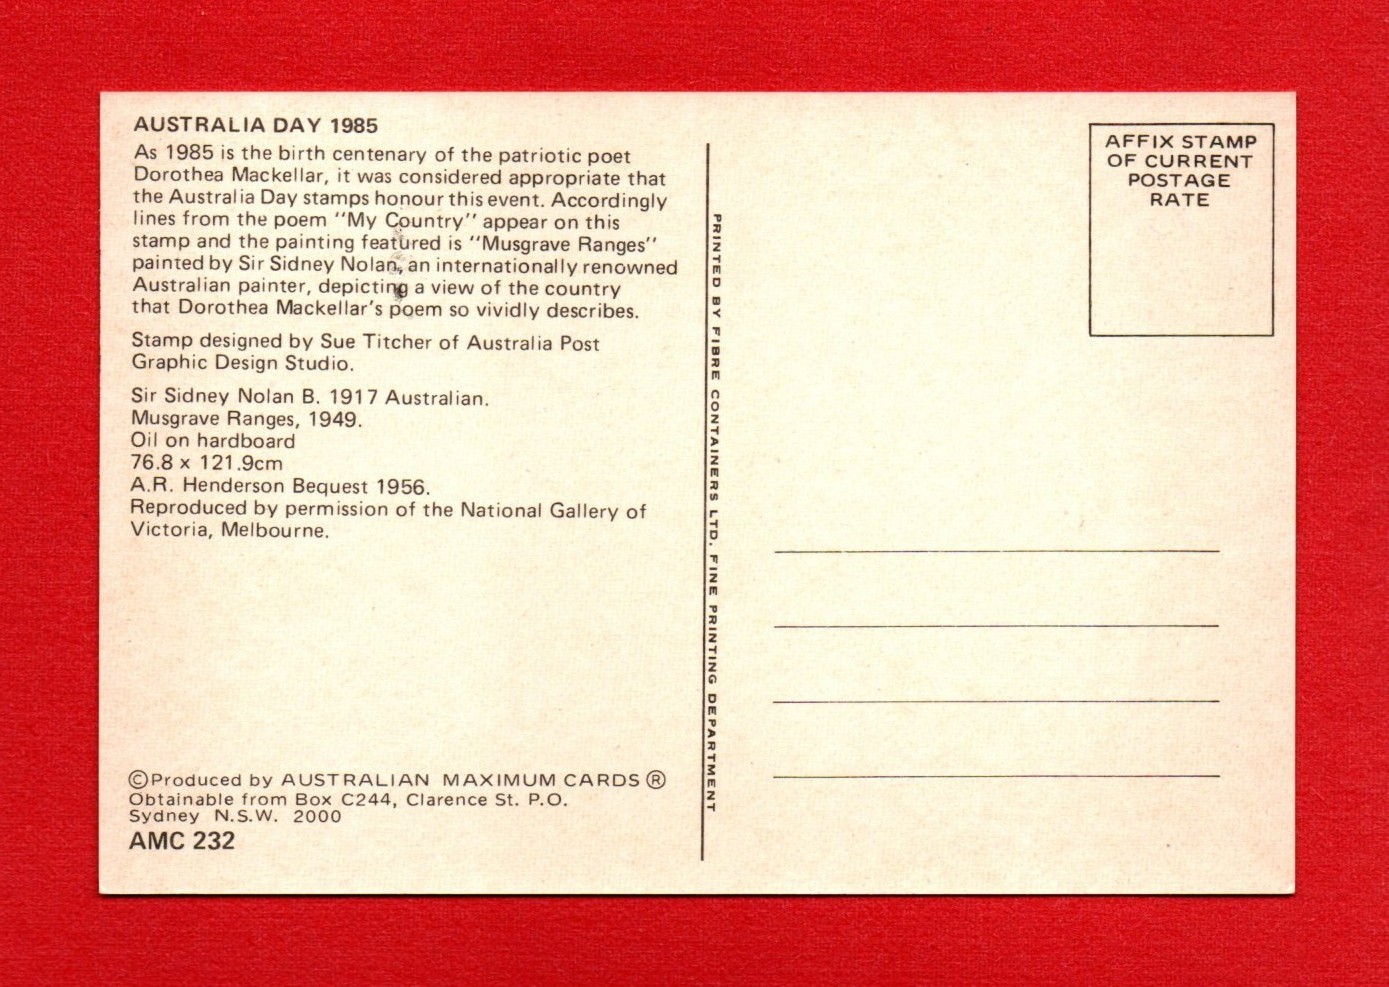 AUSTRALIA DAY 1985
As 1985 is the birth centenary of the patriotic poet
Dorothea Mackellar, it was considered appropriate that
the Australia Day stamps honour this event. Accordingly
lines from the poem "My Country" appear on this
stamp and the painting featured is "Musgrave Ranges"
painted by Sir Sidney Nolan, an internationally renowned
Australian painter, depicting a view of the country
that Dorothea Mackellar's poem so vividly describes.
Stamp designed by Sue Titcher of Australia Post
Graphic Design Studio.
Sir Sidney Nolan B. 1917 Australian.
Musgrave Ranges, 1949.
Oil on hardboard
76.8 x 121.9cm
A.R. Henderson Bequest 1956.
Reproduced by permission of the National Gallery of
Victoria, Melbourne.
©Produced by AUSTRALIAN MAXIMUM CARDS ®
Obtainable from Box C244, Clarence St. P.O.
Sydney N.S.W. 2000
AMC 232
PRINTED BY FIBRE CONTAINERS LTD. FINE PRINTING DEPARTMENT
AFFIX STAMP
OF CURRENT
POSTAGE
RATE